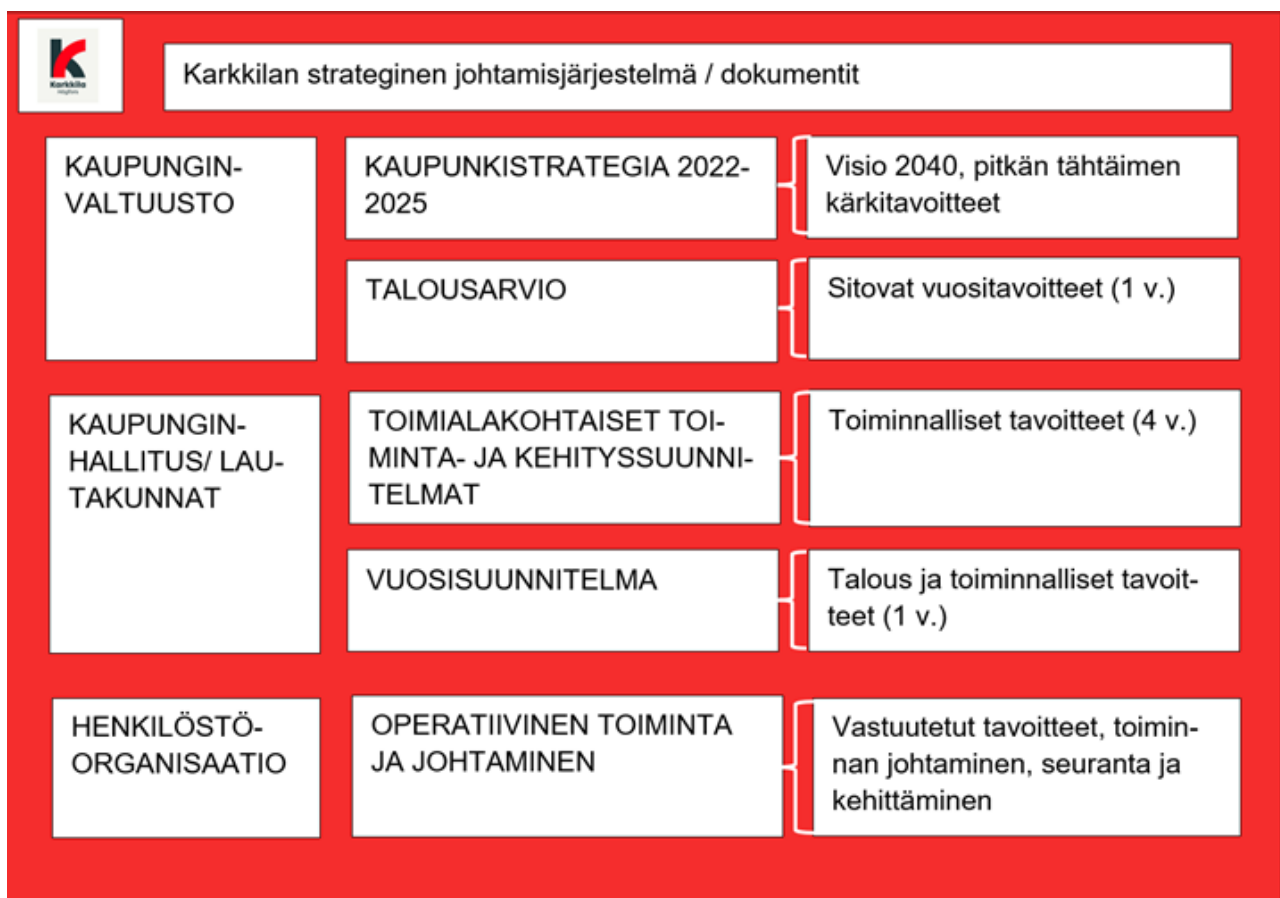 Karkkila
Karkkilan strateginen johtamisjärjestelmä / dokumentit
KAUPUNGIN-
VALTUUSTO
KAUPUNKISTRATEGIA 2022-
2025
Visio 2040, pitkän tähtäimen
kärkitavoitteet
TALOUSARVIO
Sitovat vuositavoitteet (1 v.)
KAUPUNGIN-
HALLITUS/ LAU-
TAKUNNAT
TOIMIALAKOHTAISET TOI-
MINTA- JA KEHITYSSUUNNI-
TELMAT
Toiminnalliset tavoitteet (4 v.)
VUOSISUUNNITELMA
Talous ja toiminnalliset tavoit-
teet (1 v.)
HENKILÖSTÖ-
ORGANISAATIO
OPERATIIVINEN TOIMINTA
JA JOHTAMINEN
Vastuutetut tavoitteet, toimin-
nan johtaminen, seuranta ja
kehittäminen